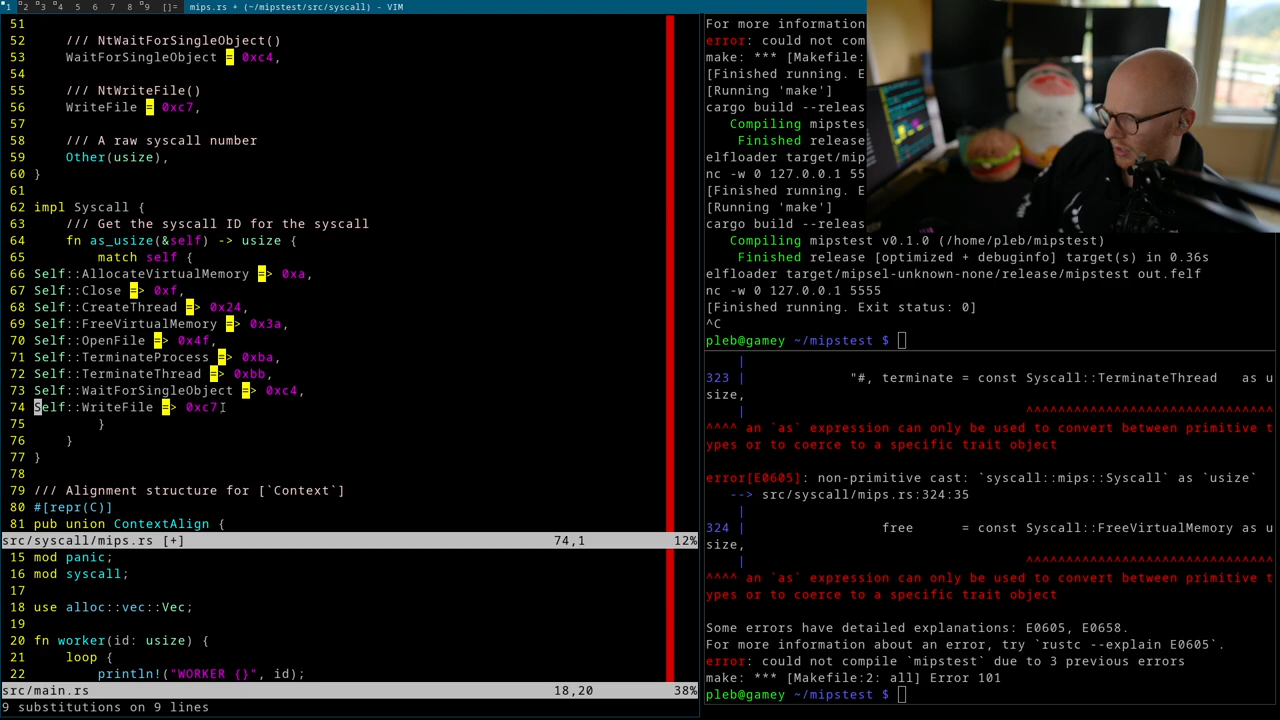 1 2 3 4 5 6 7 8 9 []= mips.rs + (~/mipstest/src/syscall) - VIM
51
52 /// NtWaitForSingleObject()
53 WaitForSingleObject = 0xc4,
54
55 /// NtWriteFile()
56 WriteFile = 0xc7,
57
58 /// A raw syscall number
59 Other(usize),
60 }
61
62 impl Syscall {
63 /// Get the syscall ID for the syscall
64 fn as_usize(&self) -> usize {
65 match self {
66 Self::AllocateVirtualMemory => 0xa,
67 Self::Close => 0xf,
68 Self::CreateThread => 0x24,
69 Self::FreeVirtualMemory => 0x3a,
70 Self::OpenFile => 0x4f,
71 Self::TerminateProcess => 0xba,
72 Self::TerminateThread => 0xbb,
73 Self::WaitForSingleObject => 0xc4,
74 Self::WriteFile => 0xc7
75 }
76 }
77 }
78
79 /// Alignment structure for [`Context`]
80 #[repr(C)]
81 pub union ContextAlign {
src/syscall/mips.rs [+] 74,1 12%
15 mod panic;
16 mod syscall;
17
18 use alloc::vec::Vec;
19
20 fn worker(id: usize) {
21 loop {
22 println!("WORKER {}", id);
src/main.rs 18,20 38%
9 substitutions on 9 lines
For more information
error: could not com
make: *** [Makefile:
[Finished running. E
[Running 'make']
cargo build --releas
Compiling mipstes
Finished release
elfloader target/mip
nc -w 0 127.0.0.1 55
[Finished running. E
[Running 'make']
cargo build --releas
Compiling mipstest v0.1.0 (/home/pleb/mipstest)
Finished release [optimized + debuginfo] target(s) in 0.36s
elfloader target/mipsel-unknown-none/release/mipstest out.felf
nc -w 0 127.0.0.1 5555
[Finished running. Exit status: 0]
^C
pleb@gamey ~/mipstest $
|
323 | "#, terminate = const Syscall::TerminateThread as u
size,
| ^^^^^^^^^^^^^^^^^^^^^^^^^^^^^^^
^^^^ an `as` expression can only be used to convert between primitive t
ypes or to coerce to a specific trait object
error[E0605]: non-primitive cast: `syscall::mips::Syscall` as `usize`
--> src/syscall/mips.rs:324:35
|
324 | free = const Syscall::FreeVirtualMemory as u
size,
| ^^^^^^^^^^^^^^^^^^^^^^^^^^^^^^^
^^^^ an `as` expression can only be used to convert between primitive t
ypes or to coerce to a specific trait object
Some errors have detailed explanations: E0605, E0658.
For more information about an error, try `rustc --explain E0605`.
error: could not compile `mipstest` due to 3 previous errors
make: *** [Makefile:2: all] Error 101
pleb@gamey ~/mipstest $